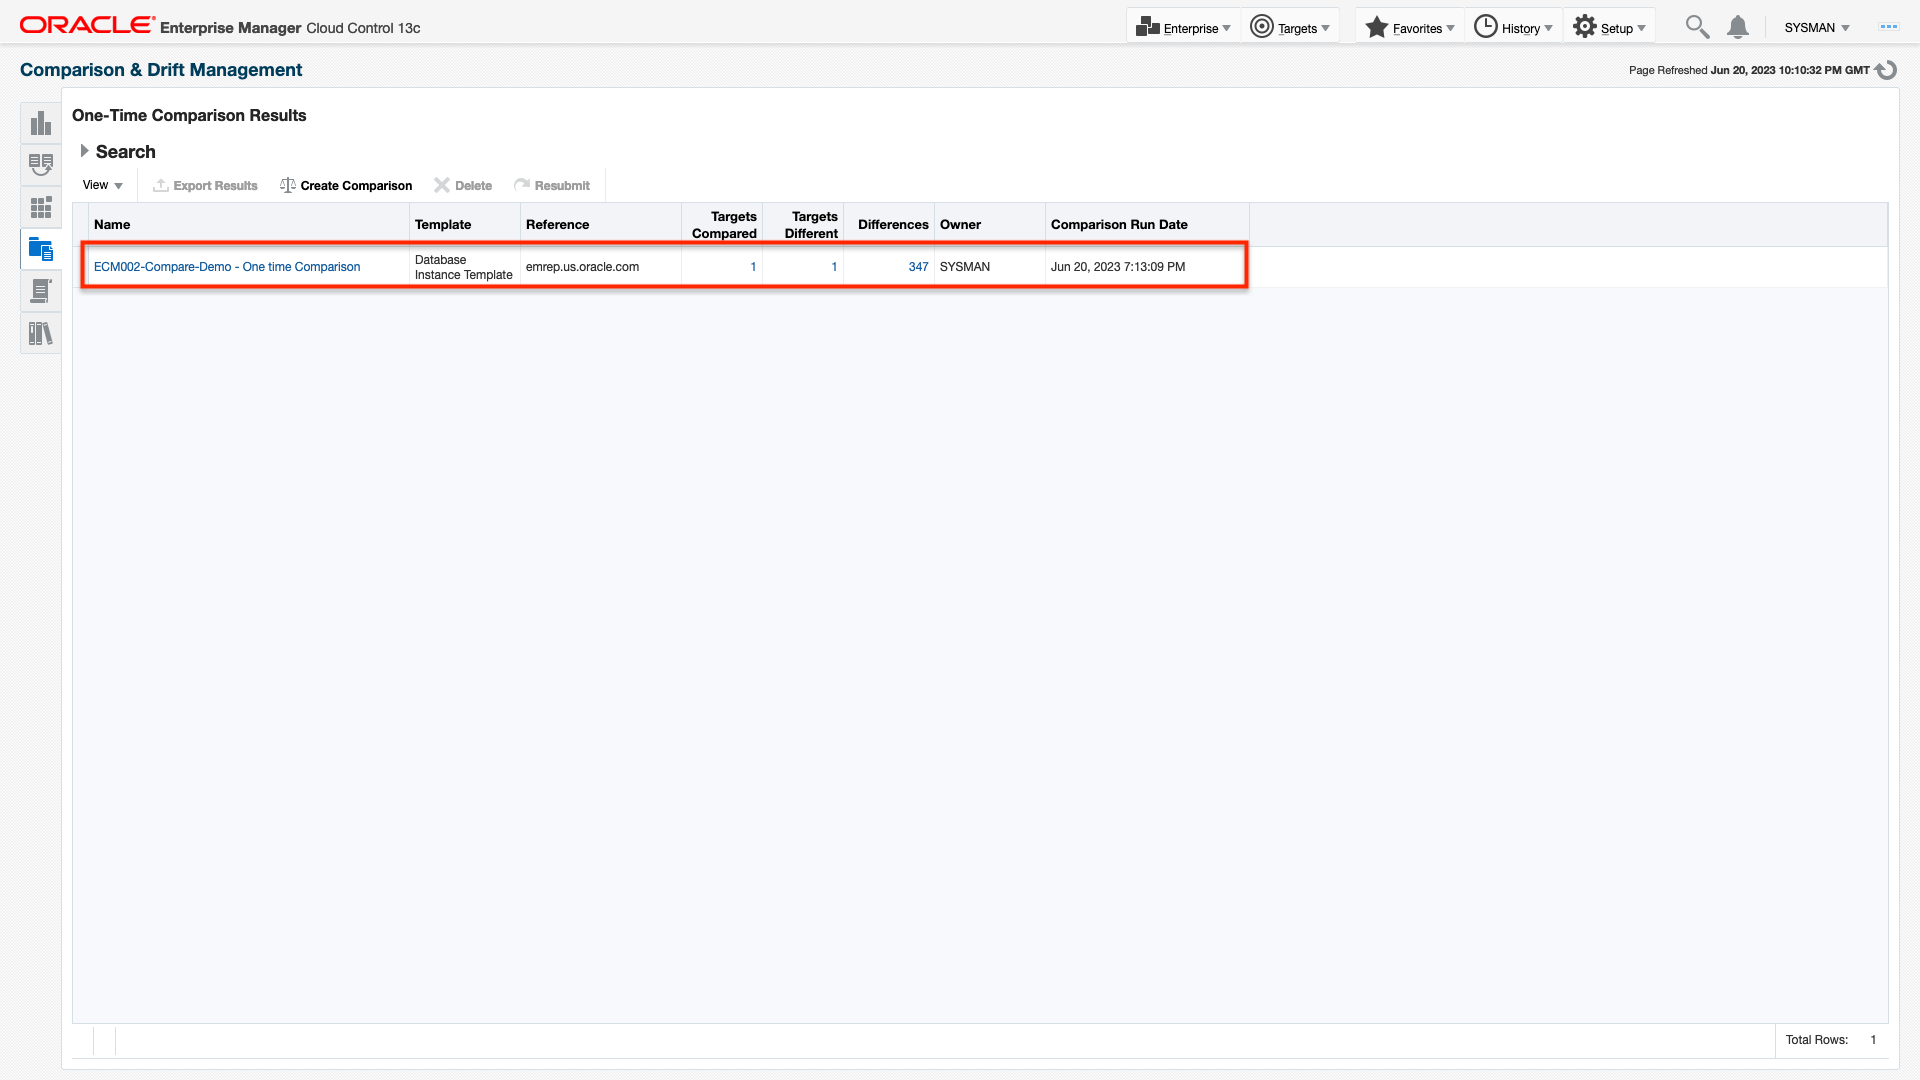 ORACLE Enterprise Manager Cloud Control 13c
Enterprise Targets Favorites History Setup SYSMAN
Comparison & Drift Management
Page Refreshed Jun 20, 2023 10:10:32 PM GMT
One-Time Comparison Results
Search
View Export Results Create Comparison Delete Resubmit
Name Template Reference Targets Compared Targets Different Differences Owner Comparison Run Date
ECM002-Compare-Demo - One time Comparison Database Instance Template emrep.us.oracle.com 1 1 347 SYSMAN Jun 20, 2023 7:13:09 PM
Total Rows: 1